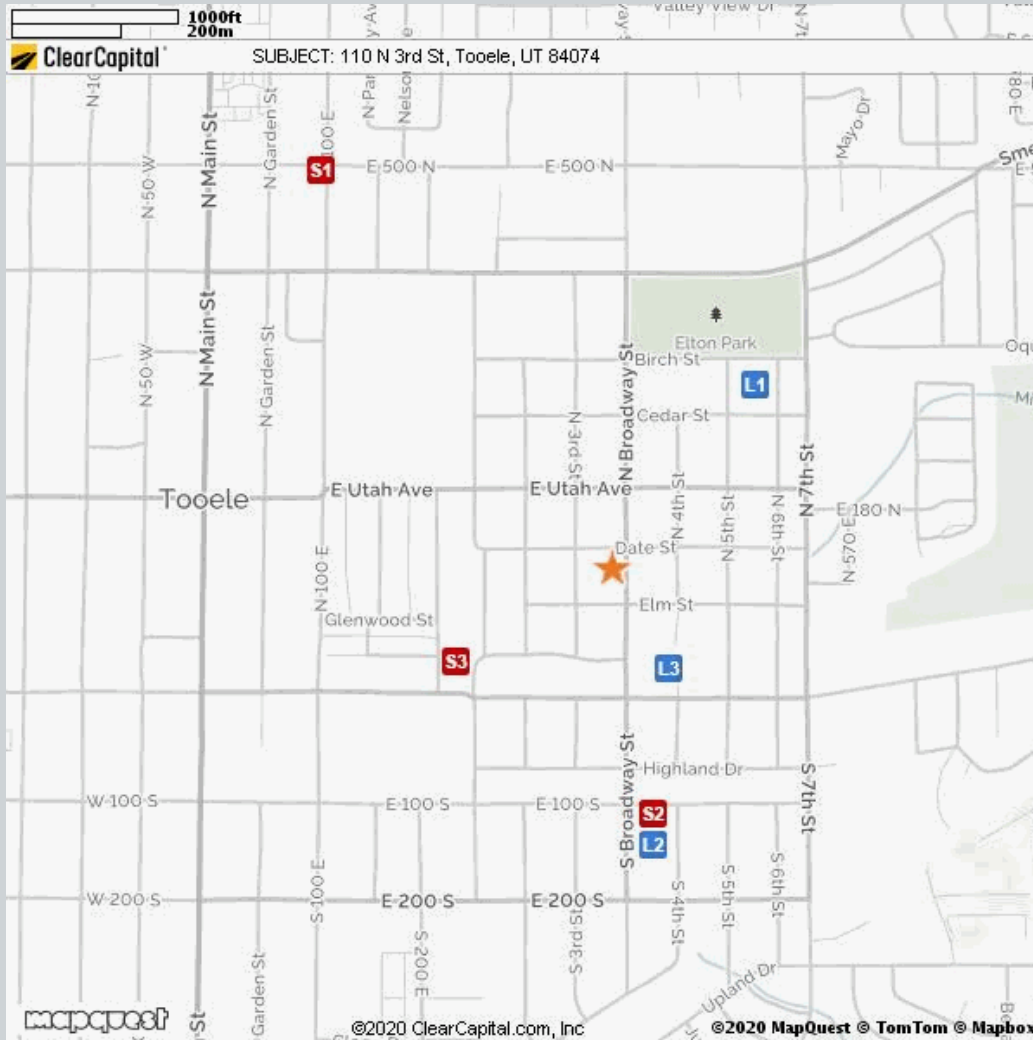 1000ft
200m
Valley View Dr
ClearCapital
SUBJECT: 110 N 3rd St, Tooele, UT 84074
N Garden St
Mayo Dr
N Main St
N 50 W
S1
E 500 N
E 500 N
N Main St
N 50 W
N Garden St
Elton Park
Birch St
L1
Cedar St
N 3rd St
N Broadway St
N 7th St
Tooele
E Utah Ave
E Utah Ave
N 4th St
N 5th St
N 6th St
E 180 N
N 570 E
Date St
N 100 E
Elm St
Glenwood St
S3
L3
Highland Dr
S Broadway St
S 7th St
W 100 S
E 100 S
E 100 S
S2
L2
S 100 E
S 4th St
S 5th St
S 6th St
W 200 S
E 200 S
E 200 S
S 200 E
S 3rd St
Garden St
Upland Dr
mapquest
©2020 ClearCapital.com, Inc
©2020 MapQuest © TomTom © Mapbox